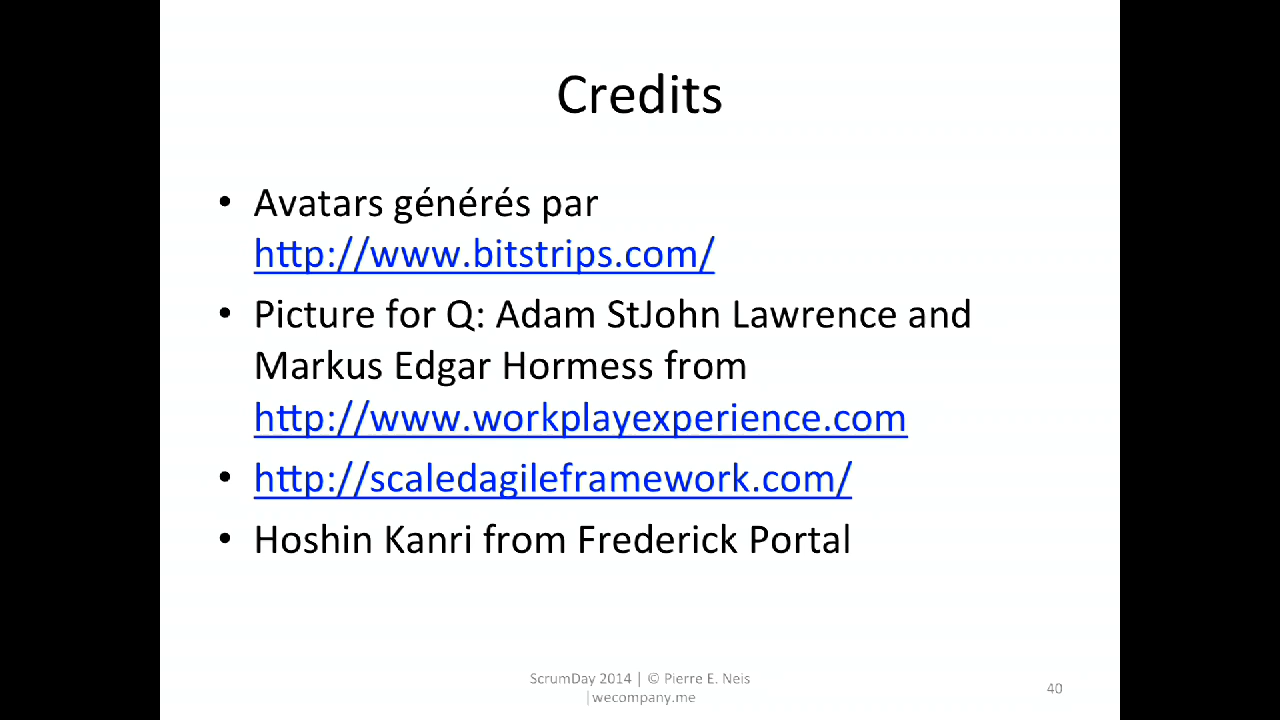 Credits
• Avatars générés par
http://www.bitstrips.com/
• Picture for Q: Adam StJohn Lawrence and
Markus Edgar Hormess from
http://www.workplayexperience.com
• http://scaledagileframework.com/
• Hoshin Kanri from Frederick Portal
ScrumDay 2014 | © Pierre E. Neis
|wecompany.me
40